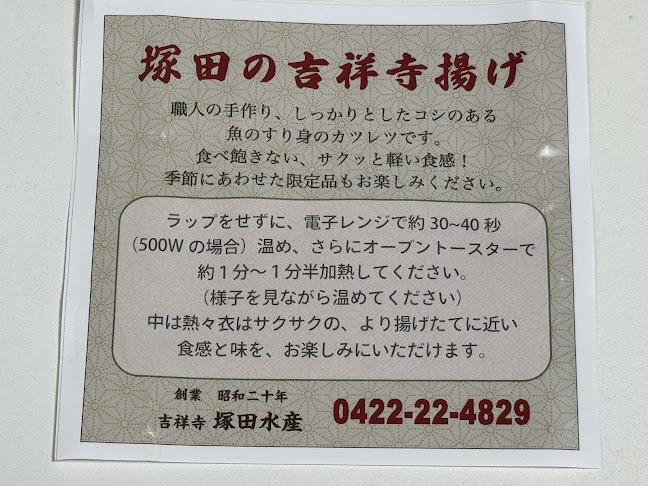 塚田の吉祥寺揚げ
職人の手作り、しっかりとしたコシのある
魚のすり身のカツレツです。
食べ飽きない、サクッと軽い食感！
季節にあわせた限定品もお楽しみください。
ラップをせずに、電子レンジで約30~40秒
（500Wの場合）温め、さらにオーブントースターで
約1分〜1分半加熱してください。
（様子を見ながら温めてください）
中は熱々衣はサクサクの、より揚げたてに近い
食感と味を、お楽しみにいただけます。
創業 昭和二十年
吉祥寺 塚田水産
0422-22-4829